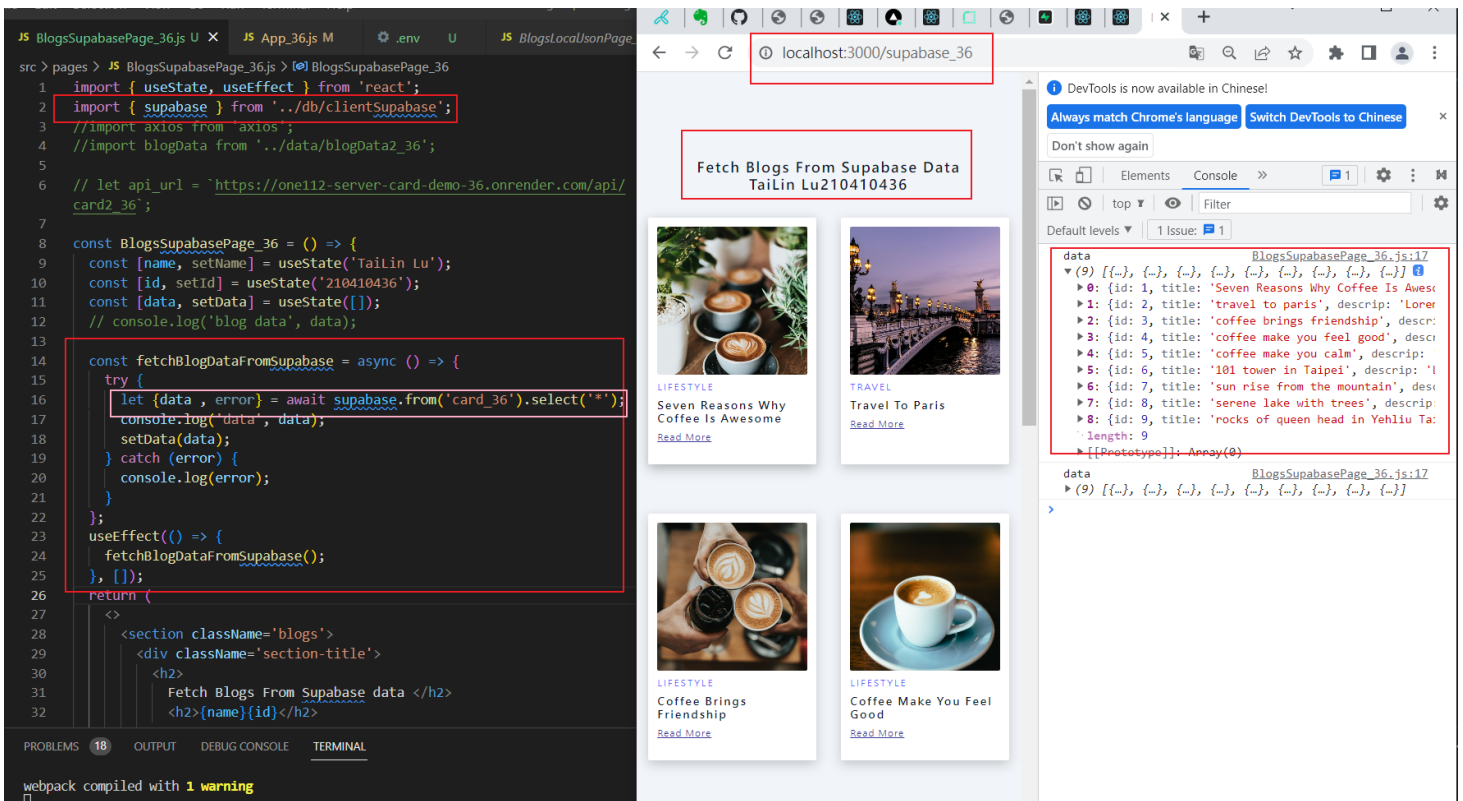 JS BlogsSupabasePage_36.js U
JS App_36.js M
.env U
JS BlogsLocalJsonPage_
src > pages > JS BlogsSupabasePage_36.js > BlogsSupabasePage_36
1 import { useState, useEffect } from 'react';
2 import { supabase } from '../db/clientSupabase';
3 //import axios from 'axios';
4 //import blogData from '../data/blogData2_36';
5
6 // let api_url = `https://one112-server-card-demo-36.onrender.com/api/
card2_36`;
7
8 const BlogsSupabasePage_36 = () => {
9 const [name, setName] = useState('TaiLin Lu');
10 const [id, setId] = useState('210410436');
11 const [data, setData] = useState([]);
12 // console.log('blog data', data);
13
14 const fetchBlogDataFromSupabase = async () => {
15 try {
16 let {data , error} = await supabase.from('card_36').select('*');
17 console.log('data', data);
18 setData(data);
19 } catch (error) {
20 console.log(error);
21 }
22 };
23 useEffect(() => {
24 fetchBlogDataFromSupabase();
25 }, []);
26 return (
27 <>
28 <section className='blogs'>
29 <div className='section-title'>
30 <h2>
31 Fetch Blogs From Supabase data </h2>
32 <h2>{name}{id}</h2>
PROBLEMS 18 OUTPUT DEBUG CONSOLE TERMINAL
webpack compiled with 1 warning
localhost:3000/supabase_36
Fetch Blogs From Supabase Data
TaiLin Lu210410436
LIFESTYLE
Seven Reasons Why
Coffee Is Awesome
Read More
TRAVEL
Travel To Paris
Read More
LIFESTYLE
Coffee Brings
Friendship
Read More
LIFESTYLE
Coffee Make You Feel
Good
Read More
DevTools is now available in Chinese!
Always match Chrome's language Switch DevTools to Chinese
Don't show again
Elements Console 1
top Filter
Default levels 1 Issue: 1
data BlogsSupabasePage_36.js:17
(9) [{…}, {…}, {…}, {…}, {…}, {…}, {…}, {…}, {…}]
0: {id: 1, title: 'Seven Reasons Why Coffee Is Aweso
1: {id: 2, title: 'travel to paris', descrip: 'Lorem
2: {id: 3, title: 'coffee brings friendship', descri
3: {id: 4, title: 'coffee make you feel good', descr
4: {id: 5, title: 'coffee make you calm', descrip:
5: {id: 6, title: '101 tower in Taipei', descrip: 'L
6: {id: 7, title: 'sun rise from the mountain', desc
7: {id: 8, title: 'serene lake with trees', descrip:
8: {id: 9, title: 'rocks of queen head in Yehliu Tai
length: 9
[[Prototype]]: Array(0)
data BlogsSupabasePage_36.js:17
(9) [{…}, {…}, {…}, {…}, {…}, {…}, {…}, {…}, {…}]